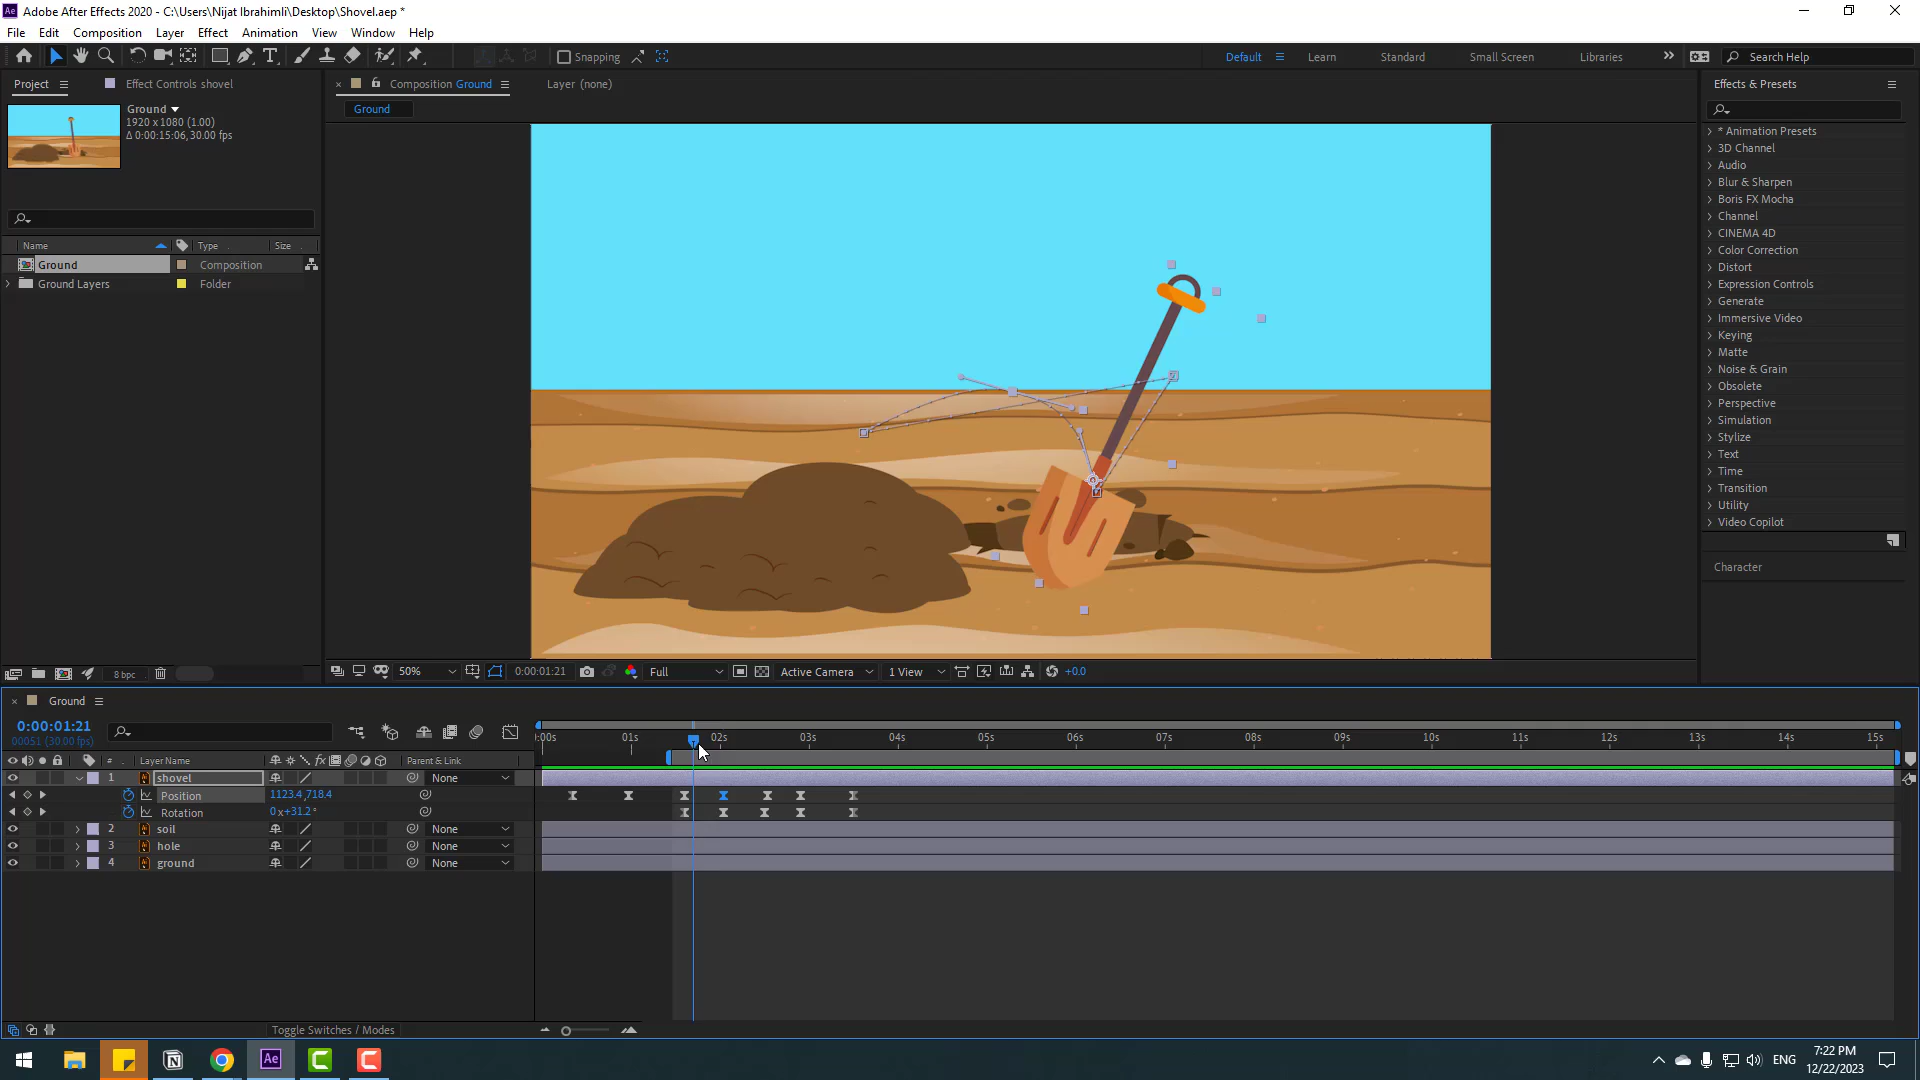 Adobe After Effects 2020 - C:\Users\Nijat Ibrahimli\Desktop\Shovel.aep *
File Edit Composition Layer Effect Animation View Window Help
Snapping Default Learn Standard Small Screen Libraries Search Help
Project Effect Controls shovel
Composition Ground Layer (none)
Effects & Presets
Ground
1920 x 1080 (1.00)
Δ 0:00:15:06, 30.00 fps
Ground
* Animation Presets
3D Channel
Audio
Blur & Sharpen
Boris FX Mocha
Channel
CINEMA 4D
Color Correction
Distort
Expression Controls
Generate
Immersive Video
Keying
Matte
Noise & Grain
Obsolete
Perspective
Simulation
Stylize
Text
Time
Transition
Utility
Video Copilot
Character
Name Type Size
Ground Composition
Ground Layers Folder
8 bpc
50% 0:00:01:21 Full Active Camera 1 View +0.0
Ground
0:00:01:21
00051 (30.00 fps)
:00s 01s 02s 03s 04s 05s 06s 07s 08s 09s 10s 11s 12s 13s 14s 15s
# Layer Name Parent & Link
1 shovel None
Position 1123.4,718.4
Rotation 0x+31.2°
2 soil None
3 hole None
4 ground None
Toggle Switches / Modes
Ae
ENG
7:22 PM
12/22/2023